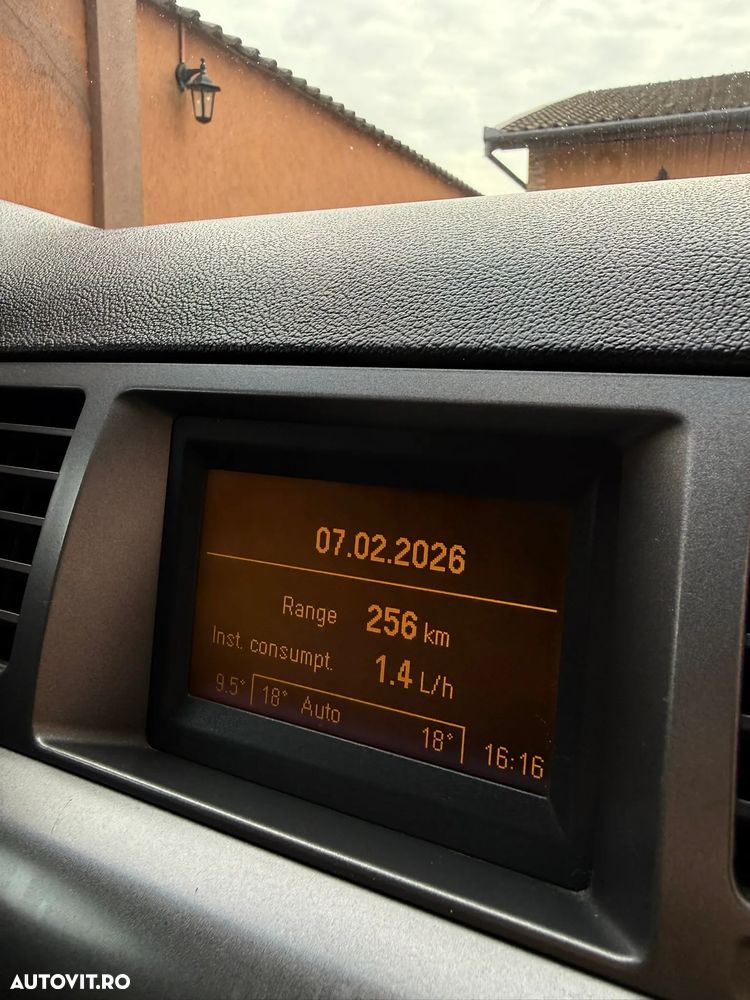 07.02.2026
Range 256 km
Inst. consumpt. 1.4 L/h
9.5° 18° Auto 18° 16:16
AUTOVIT.RO